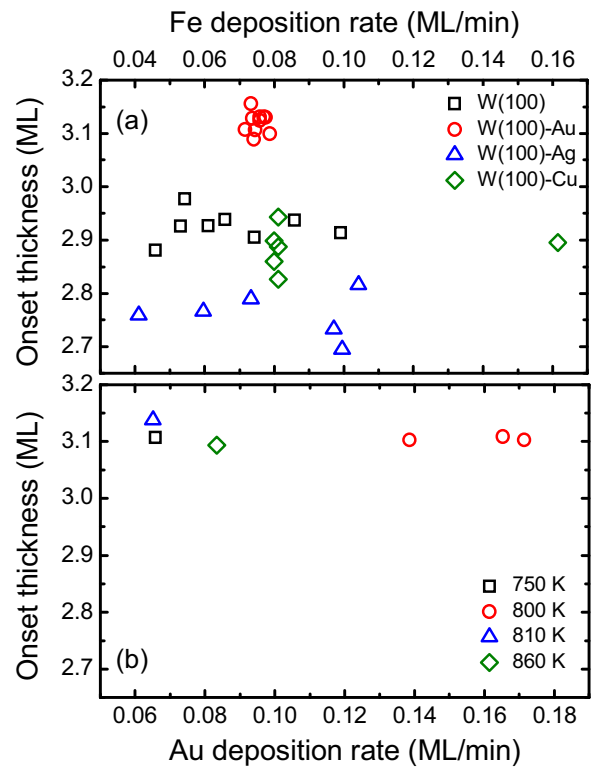 Fe deposition rate (ML/min)
0.04 0.06 0.08 0.10 0.12 0.14 0.16
3.2
(a)
W(100)
W(100)-Au
W(100)-Ag
W(100)-Cu
3.1
3.0
2.9
2.8
2.7
Onset thickness (ML)
3.2
3.1
3.0
2.9
2.8
2.7
Onset thickness (ML)
750 K
800 K
810 K
860 K
(b)
0.06 0.08 0.10 0.12 0.14 0.16 0.18
Au deposition rate (ML/min)